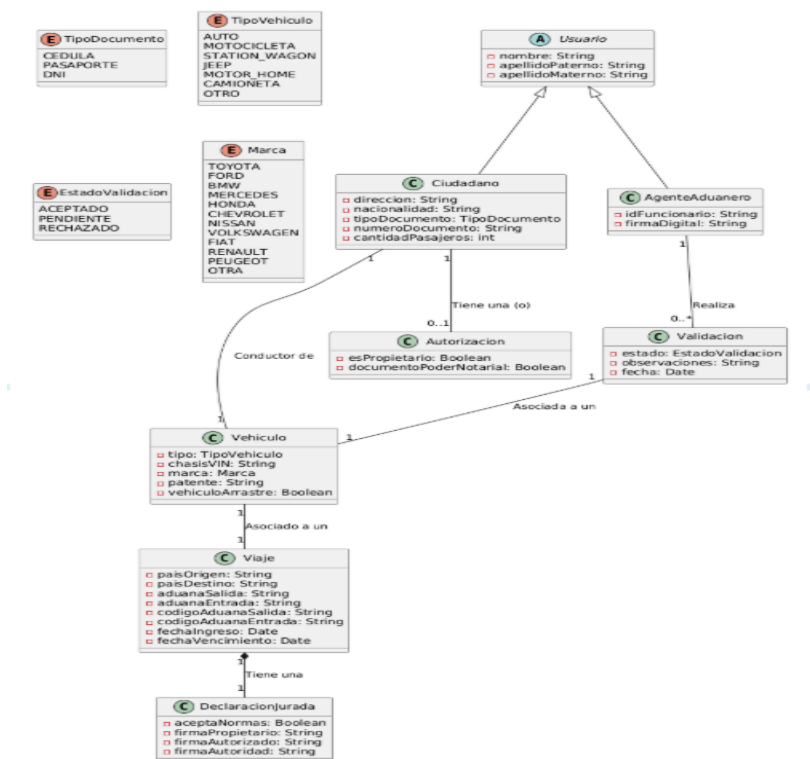 E TipoDocumento
CEDULA
PASAPORTE
DNI
E TipoVehiculo
AUTO
MOTOCICLETA
STATION_WAGON
JEEP
MOTOR_HOME
CAMIONETA
OTRO
A Usuario
nombre: String
apellidoPaterno: String
apellidoMaterno: String
E EstadoValidacion
ACEPTADO
PENDIENTE
RECHAZADO
E Marca
TOYOTA
FORD
BMW
MERCEDES
HONDA
CHEVROLET
NISSAN
VOLKSWAGEN
FIAT
RENAULT
PEUGEOT
OTRA
C Ciudadano
direccion: String
nacionalidad: String
tipoDocumento: TipoDocumento
numeroDocumento: String
cantidadPasajeros: int
C AgenteAduanero
idFuncionario: String
firmaDigital: String
1
1
1
Tiene una (o)
Realiza
0..1
0..*
C Autorizacion
esPropietario: Boolean
documentoPoderNotarial: Boolean
C Validacion
estado: EstadoValidacion
observaciones: String
fecha: Date
Conductor de
1
Asociada a un
1
1
C Vehiculo
tipo: TipoVehiculo
chasisVIN: String
marca: Marca
patente: String
vehiculoArrastre: Boolean
1
Asociado a un
1
C Viaje
paisOrigen: String
paisDestino: String
aduanaSalida: String
aduanaEntrada: String
codigoAduanaSalida: String
codigoAduanaEntrada: String
fechaIngreso: Date
fechaVencimiento: Date
1
Tiene una
1
C DeclaracionJurada
aceptaNormas: Boolean
firmaPropietario: String
firmaAutorizado: String
firmaAutoridad: String